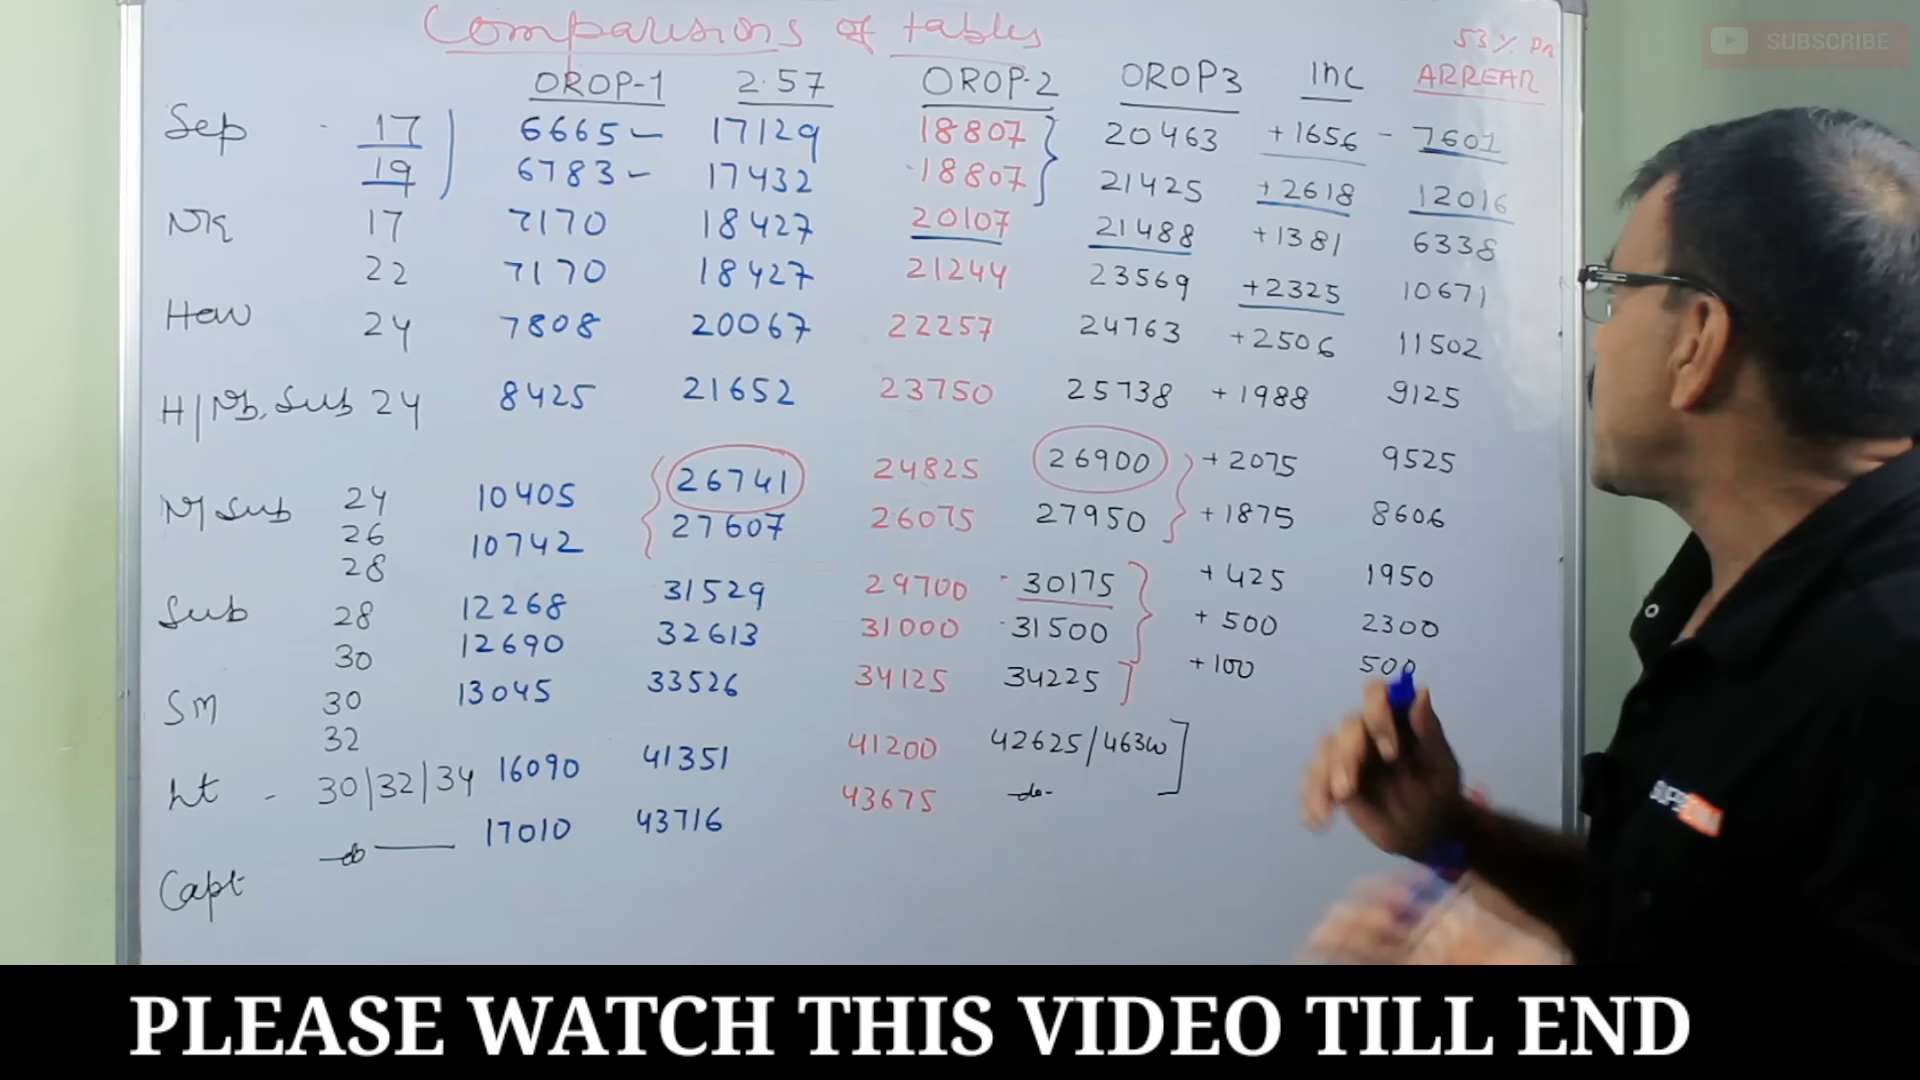 Comparisions of tables
53% DR
SUBSCRIBE
OROP-1 2.57 OROP-2 OROP3 Inc ARREAR
Sep - 17 6665 - 17129 18807 20463 +1656 - 7601
19 6783 - 17432 18807 21425 +2618 12016
NK 17 7170 18427 20107 21488 +1381 6338
22 7170 18427 21244 23569 +2325 10671
Hav 24 7808 20067 22257 24763 +2506 11502
H/Nb.Sub 24 8425 21652 23750 25738 +1988 9125
N/Sub 24 10405 26741 24825 26900 +2075 9525
26 10742 27607 26075 27950 +1875 8606
28
Sub 28 12268 31529 29700 30175 +425 1950
30 12690 32613 31000 31500 +500 2300
SM 30 13045 33526 34125 34225 +100 500
32
Lt - 30/32/34 16090 41351 41200 42625/46300
-do- 17010 43716 43675 -do-
Capt
PLEASE WATCH THIS VIDEO TILL END